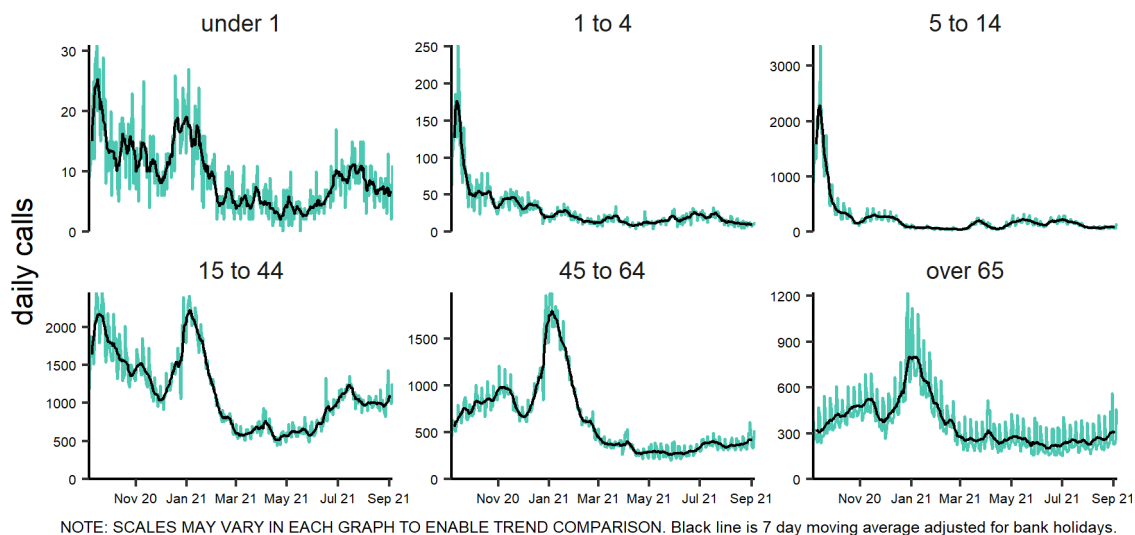 under 1
1 to 4
5 to 14
30
20
10
0
250
200
150
100
50
0
3000
2000
1000
0
daily calls
15 to 44
45 to 64
over 65
2000
1500
1000
500
0
1500
1000
500
0
1200
900
600
300
0
Nov 20 Jan 21 Mar 21 May 21 Jul 21 Sep 21
Nov 20 Jan 21 Mar 21 May 21 Jul 21 Sep 21
Nov 20 Jan 21 Mar 21 May 21 Jul 21 Sep 21
NOTE: SCALES MAY VARY IN EACH GRAPH TO ENABLE TREND COMPARISON. Black line is 7 day moving average adjusted for bank holidays.